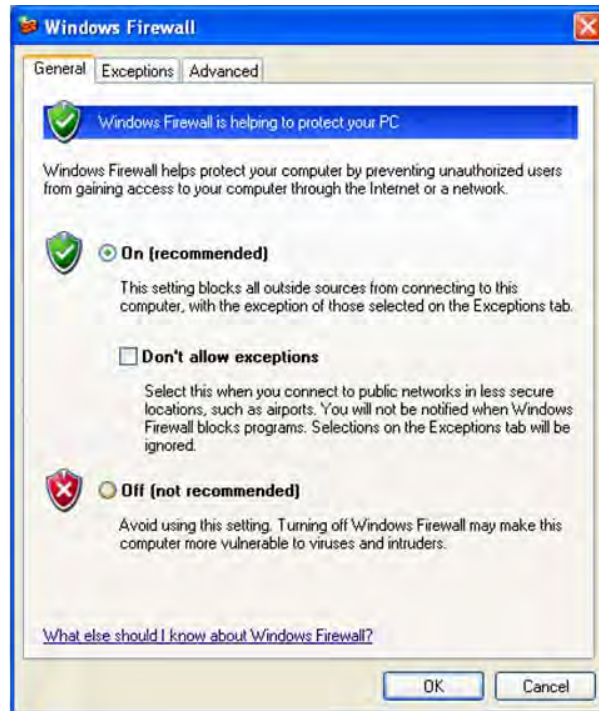 Windows Firewall
General Exceptions Advanced
Windows Firewall is helping to protect your PC
Windows Firewall helps protect your computer by preventing unauthorized users
from gaining access to your computer through the Internet or a network.
On (recommended)
This setting blocks all outside sources from connecting to this
computer, with the exception of those selected on the Exceptions tab.
Don't allow exceptions
Select this when you connect to public networks in less secure
locations, such as airports. You will not be notified when Windows
Firewall blocks programs. Selections on the Exceptions tab will be
ignored.
Off (not recommended)
Avoid using this setting. Turning off Windows Firewall may make this
computer more vulnerable to viruses and intruders.
What else should I know about Windows Firewall?
OK Cancel